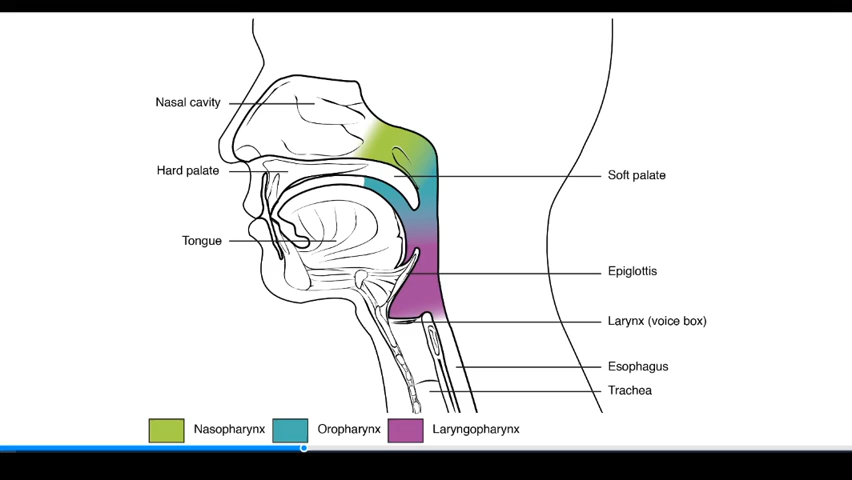 Nasal cavity
Hard palate
Soft palate
Tongue
Epiglottis
Larynx (voice box)
Esophagus
Trachea
Nasopharynx Oropharynx Laryngopharynx